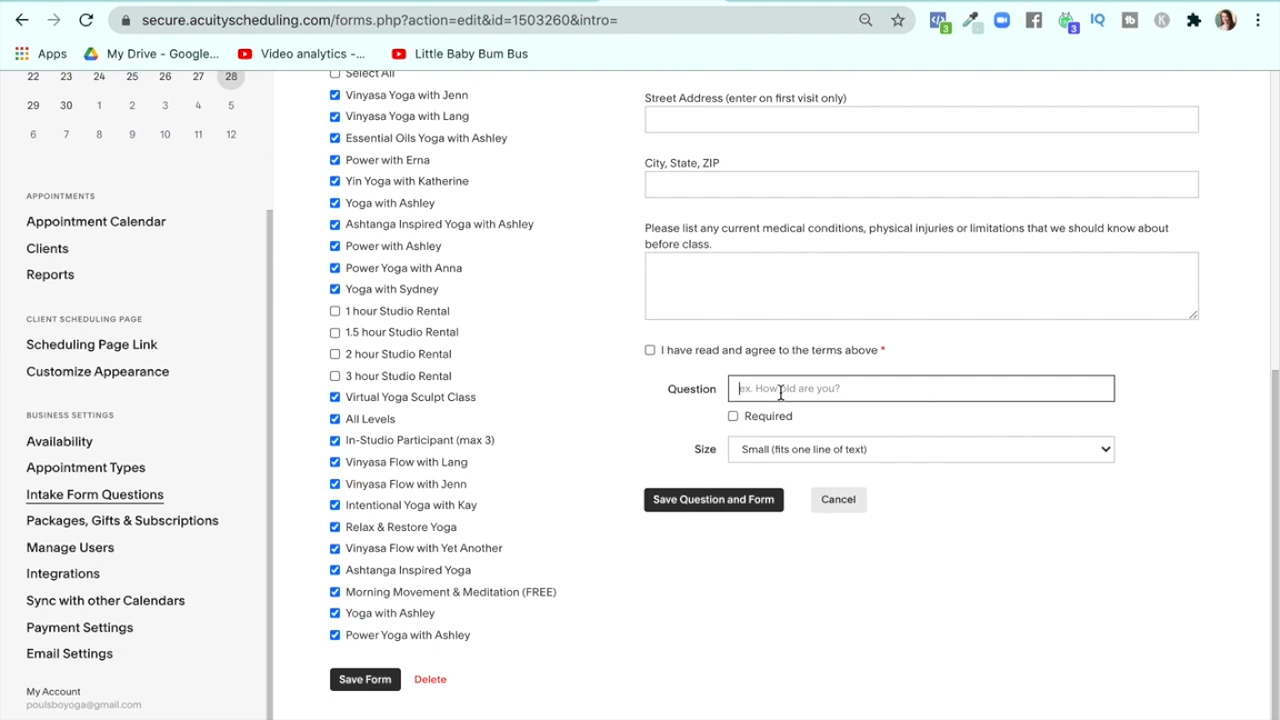 secure.acuityscheduling.com/forms.php?action=edit&id=1503260&intro=
3
3
IQ
K
Apps
My Drive - Google...
Video analytics -...
Little Baby Bum Bus
22 23 24 25 26 27 28
29 30 1 2 3 4 5
6 7 8 9 10 11 12
APPOINTMENTS
Appointment Calendar
Clients
Reports
CLIENT SCHEDULING PAGE
Scheduling Page Link
Customize Appearance
BUSINESS SETTINGS
Availability
Appointment Types
Intake Form Questions
Packages, Gifts & Subscriptions
Manage Users
Integrations
Sync with other Calendars
Payment Settings
Email Settings
My Account
poulsboyoga@gmail.com
Select All
Vinyasa Yoga with Jenn
Vinyasa Yoga with Lang
Essential Oils Yoga with Ashley
Power with Erna
Yin Yoga with Katherine
Yoga with Ashley
Ashtanga Inspired Yoga with Ashley
Power with Ashley
Power Yoga with Anna
Yoga with Sydney
1 hour Studio Rental
1.5 hour Studio Rental
2 hour Studio Rental
3 hour Studio Rental
Virtual Yoga Sculpt Class
All Levels
In-Studio Participant (max 3)
Vinyasa Flow with Lang
Vinyasa Flow with Jenn
Intentional Yoga with Kay
Relax & Restore Yoga
Vinyasa Flow with Yet Another
Ashtanga Inspired Yoga
Morning Movement & Meditation (FREE)
Yoga with Ashley
Power Yoga with Ashley
Save Form
Delete
Street Address (enter on first visit only)
City, State, ZIP
Please list any current medical conditions, physical injuries or limitations that we should know about
before class.
I have read and agree to the terms above *
Question
ex. How old are you?
Required
Size
Small (fits one line of text)
Save Question and Form
Cancel